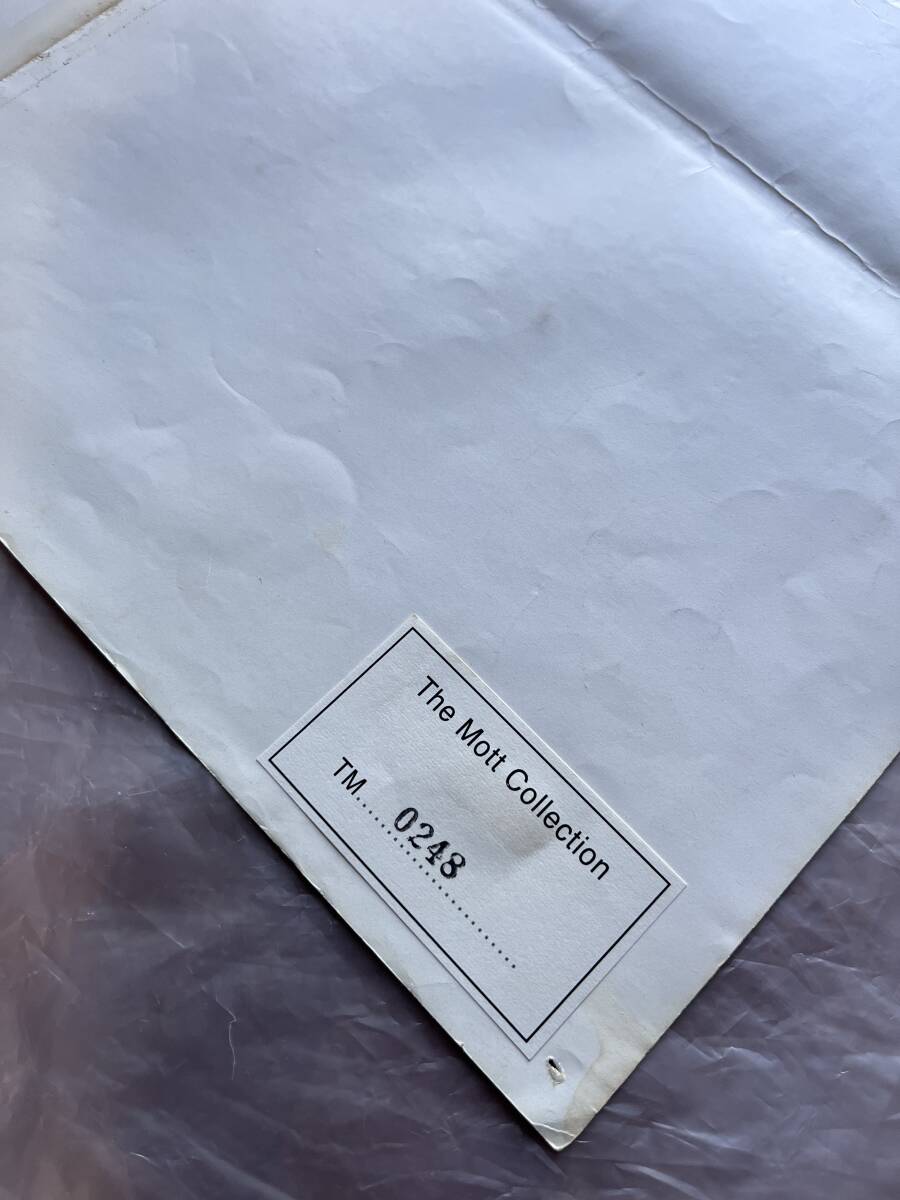 The Mott Collection
TM........0248................